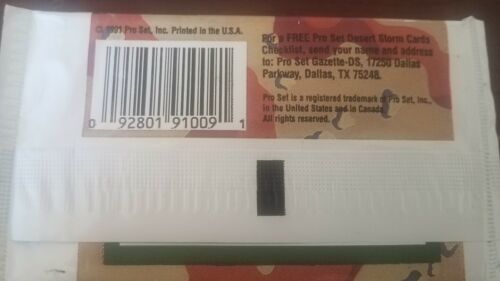 © 1991 Pro Set, Inc. Printed in the U.S.A.
0 92801 91009 1
For a FREE Pro Set Desert Storm Cards
Checklist, send your name and address
to: Pro Set Gazette-DS, 17250 Dallas
Parkway, Dallas, TX 75248.
Pro Set is a registered trademark of Pro Set, Inc.,
in the United States and in Canada.
All rights reserved.